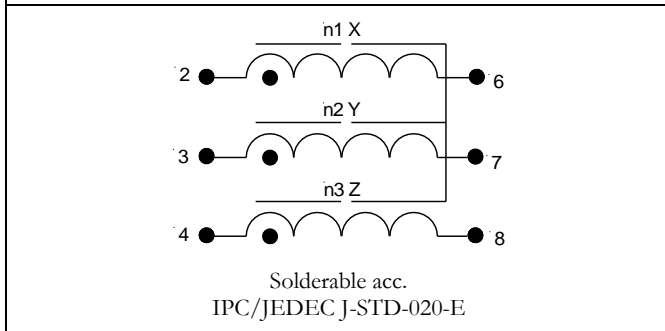 n1 X
2
6
n2 Y
3
7
n3 Z
4
8
Solderable acc.
IPC/JEDEC J-STD-020-E